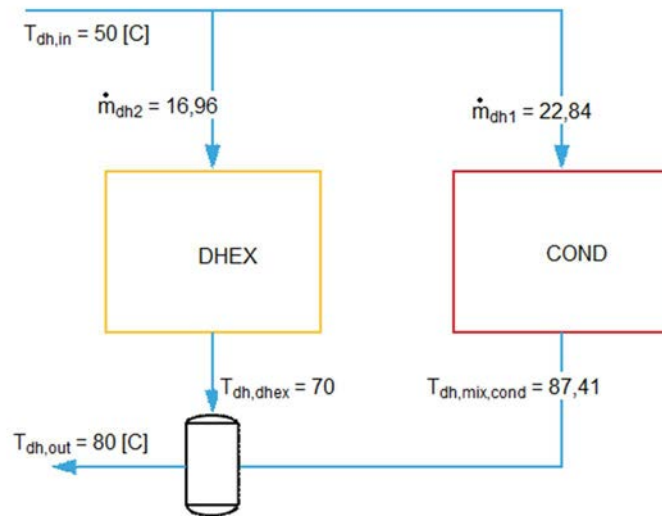 T_dh,in = 50 [C]
ṁ_dh2 = 16,96
ṁ_dh1 = 22,84
DHEX
COND
T_dh,dhex = 70
T_dh,mix,cond = 87,41
T_dh,out = 80 [C]